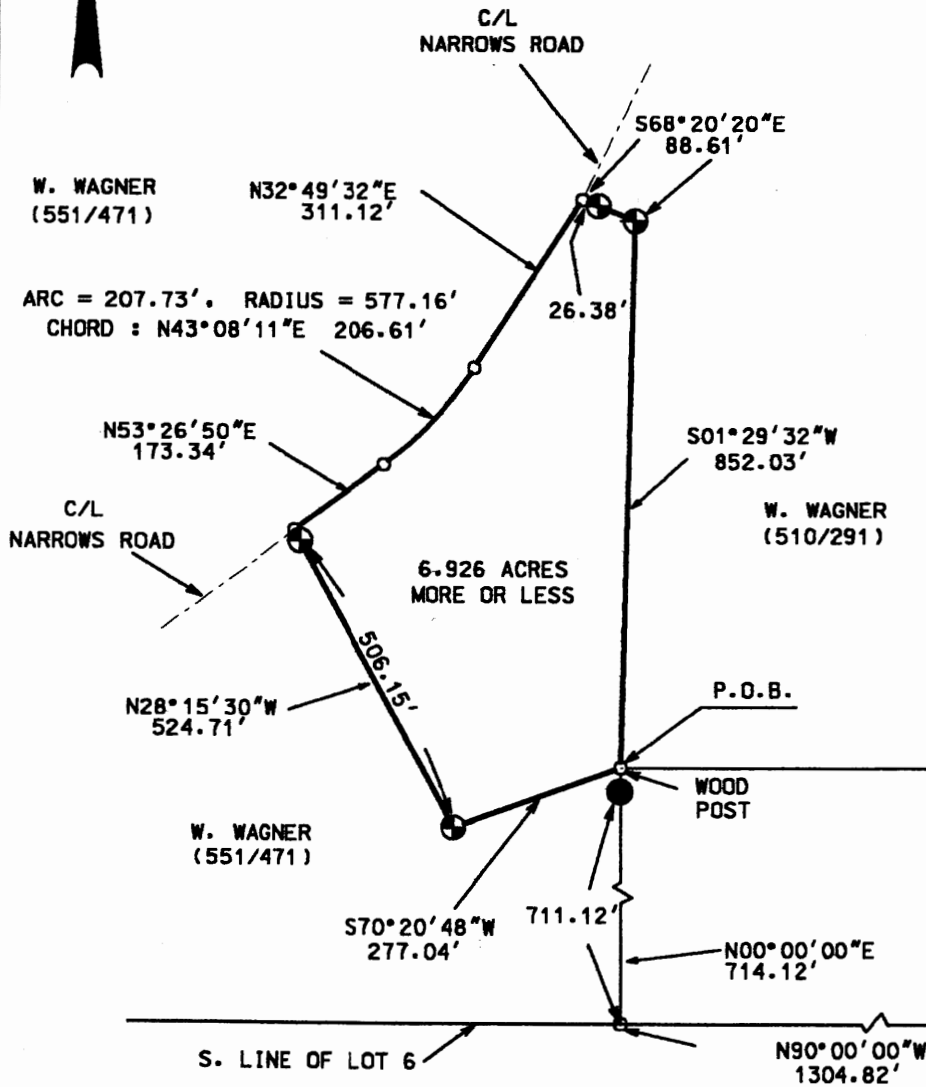 C/L
NARROWS ROAD
S68°20'20"E
88.61'
W. WAGNER
(551/471)
N32°49'32"E
311.12'
ARC = 207.73', RADIUS = 577.16'
CHORD : N43°08'11"E 206.61'
26.38'
N53°26'50"E
173.34'
S01°29'32"W
852.03'
C/L
NARROWS ROAD
W. WAGNER
(510/291)
6.926 ACRES
MORE OR LESS
506.15'
N28°15'30"W
524.71'
P.O.B.
WOOD
POST
W. WAGNER
(551/471)
S70°20'48"W
277.04'
711.12'
N00°00'00"E
714.12'
S. LINE OF LOT 6
N90°00'00"W
1304.82'